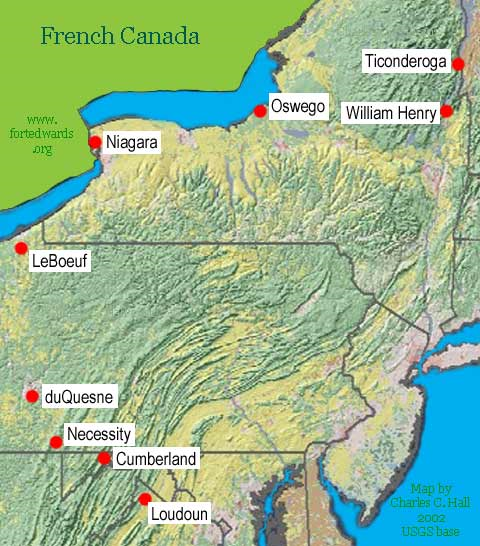 French Canada
Ticonderoga
Oswego
William Henry
www.
fortedwards
.org
Niagara
LeBoeuf
duQuesne
Necessity
Cumberland
Loudoun
Map by
Charles C. Hall
2002
USGS base